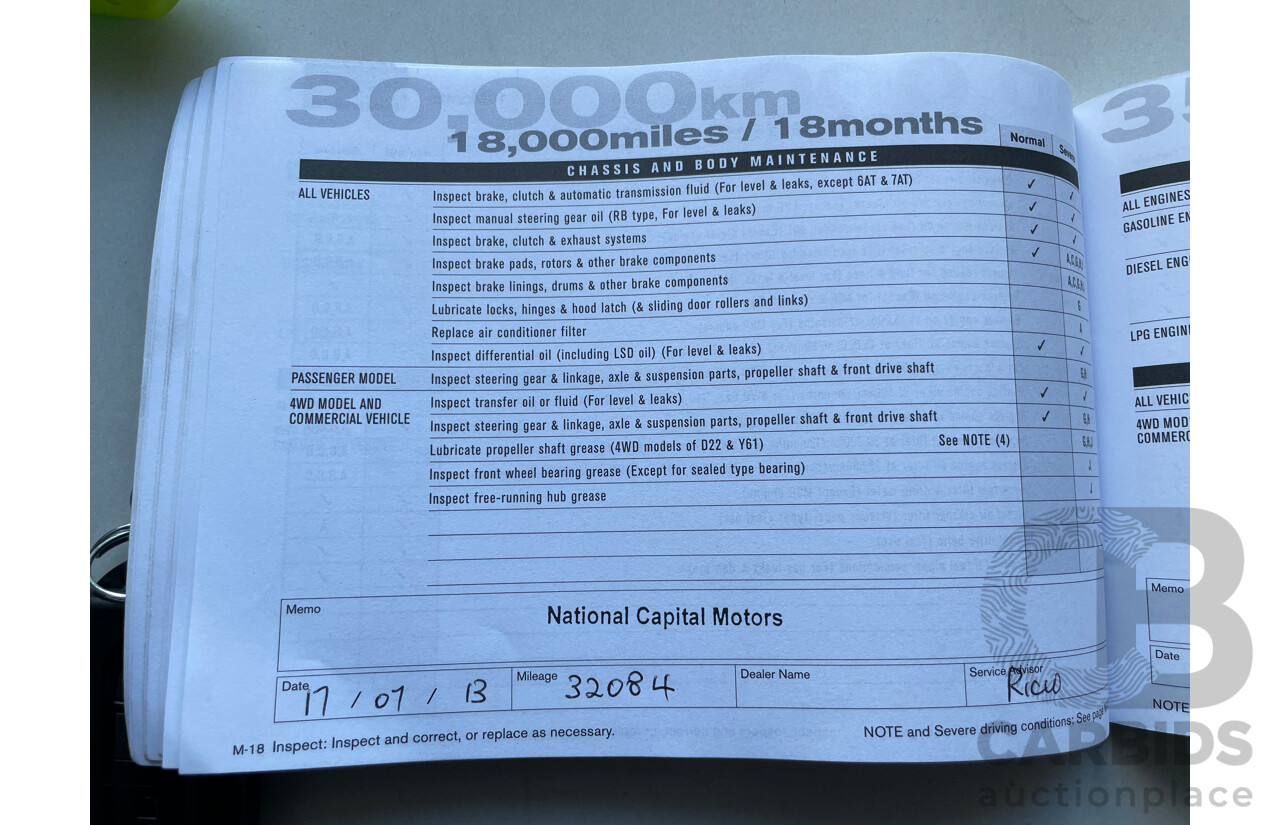 30,000km
18,000miles / 18months
Normal
CHASSIS AND BODY MAINTENANCE
ALL VEHICLES
Inspect brake, clutch & automatic transmission fluid (For level & leaks, except 6AT & 7AT) ✓ ✓
Inspect manual steering gear oil (RB type, For level & leaks) ✓ ✓
Inspect brake, clutch & exhaust systems ✓ ✓
Inspect brake pads, rotors & other brake components ✓
Inspect brake linings, drums & other brake components
Lubricate locks, hinges & hood latch (& sliding door rollers and links) G
Replace air conditioner filter A
Inspect differential oil (including LSD oil) (For level & leaks) ✓ ✓
PASSENGER MODEL Inspect steering gear & linkage, axle & suspension parts, propeller shaft & front drive shaft G,H
4WD MODEL AND
COMMERCIAL VEHICLE
Inspect transfer oil or fluid (For level & leaks) ✓ ✓
Inspect steering gear & linkage, axle & suspension parts, propeller shaft & front drive shaft ✓ G,H
Lubricate propeller shaft grease (4WD models of D22 & Y61) See NOTE (4) G,H,J
Inspect front wheel bearing grease (Except for sealed type bearing) J
Inspect free-running hub grease J
Memo
National Capital Motors
Date 17 / 07 / 13
Mileage 32084
Dealer Name
Service Advisor
M-18 Inspect: Inspect and correct, or replace as necessary.
NOTE and Severe driving conditions: See page
35
ALL ENGINES
GASOLINE EN
DIESEL ENG
LPG ENGIN
ALL VEHIC
4WD MOD
COMMERC
Memo
Date
NOTE
CARBIDS
auctionplace